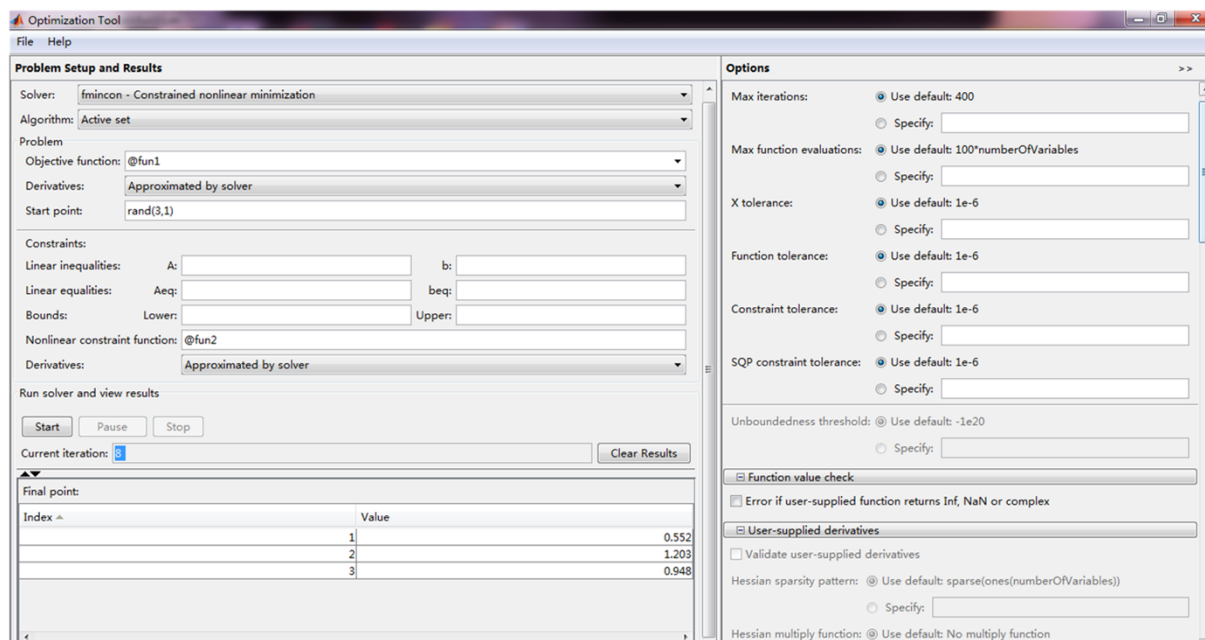 Optimization Tool
File Help
Problem Setup and Results
Solver: fmincon - Constrained nonlinear minimization
Algorithm: Active set
Problem
Objective function: @fun1
Derivatives: Approximated by solver
Start point: rand(3,1)
Constraints:
Linear inequalities: A: b:
Linear equalities: Aeq: beq:
Bounds: Lower: Upper:
Nonlinear constraint function: @fun2
Derivatives: Approximated by solver
Run solver and view results
Start Pause Stop
Current iteration: 8 Clear Results
Final point:
Index Value
1 0.552
2 1.203
3 0.948
Options >>
Max iterations: Use default: 400
Specify:
Max function evaluations: Use default: 100*numberOfVariables
Specify:
X tolerance: Use default: 1e-6
Specify:
Function tolerance: Use default: 1e-6
Specify:
Constraint tolerance: Use default: 1e-6
Specify:
SQP constraint tolerance: Use default: 1e-6
Specify:
Unboundedness threshold: Use default: -1e20
Specify:
Function value check
Error if user-supplied function returns Inf, NaN or complex
User-supplied derivatives
Validate user-supplied derivatives
Hessian sparsity pattern: Use default: sparse(ones(numberOfVariables))
Specify:
Hessian multiply function: Use default: No multiply function